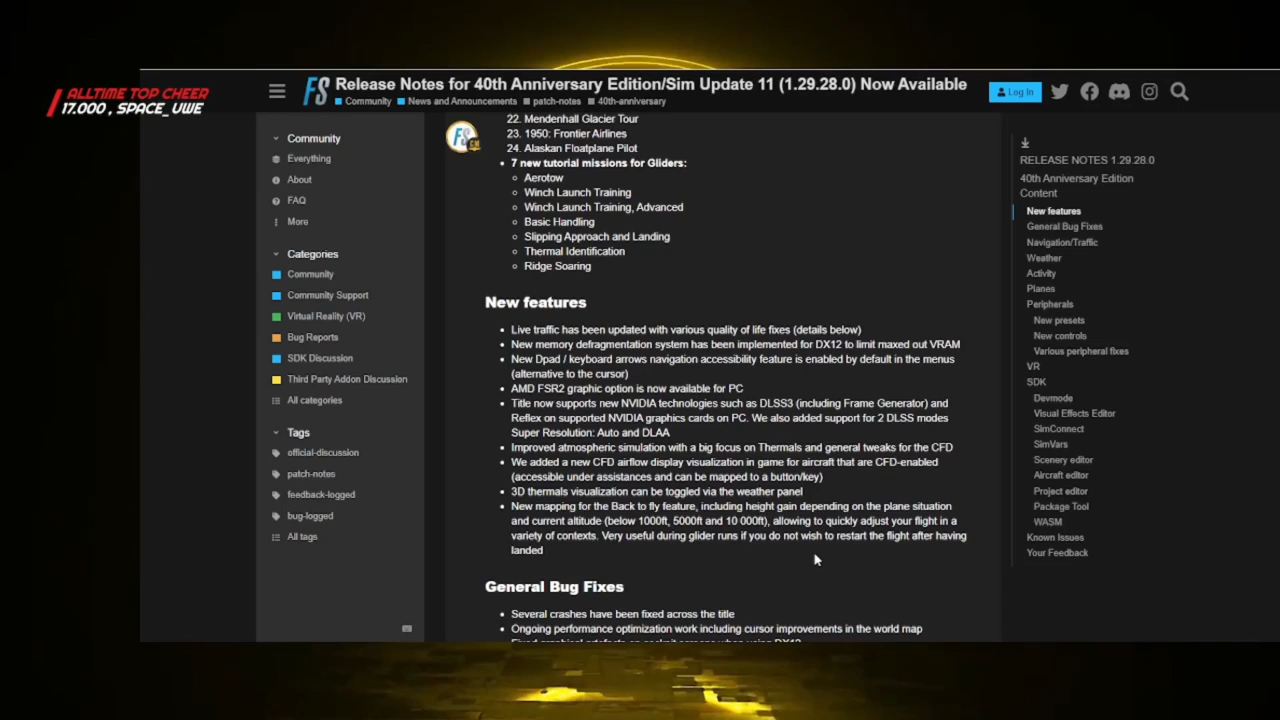 ALLTIME TOP CHEER
17.000 , SPACE_UWE
FS
Release Notes for 40th Anniversary Edition/Sim Update 11 (1.29.28.0) Now Available
Community News and Announcements patch-notes 40th-anniversary
Log In
Community
Everything
About
FAQ
More
Categories
Community
Community Support
Virtual Reality (VR)
Bug Reports
SDK Discussion
Third Party Addon Discussion
All categories
Tags
official-discussion
patch-notes
feedback-logged
bug-logged
All tags
22. Mendenhall Glacier Tour
23. 1950: Frontier Airlines
24. Alaskan Floatplane Pilot
7 new tutorial missions for Gliders:
Aerotow
Winch Launch Training
Winch Launch Training, Advanced
Basic Handling
Slipping Approach and Landing
Thermal Identification
Ridge Soaring
New features
Live traffic has been updated with various quality of life fixes (details below)
New memory defragmentation system has been implemented for DX12 to limit maxed out VRAM
New Dpad / keyboard arrows navigation accessibility feature is enabled by default in the menus
(alternative to the cursor)
AMD FSR2 graphic option is now available for PC
Title now supports new NVIDIA technologies such as DLSS3 (including Frame Generator) and
Reflex on supported NVIDIA graphics cards on PC. We also added support for 2 DLSS modes
Super Resolution: Auto and DLAA
Improved atmospheric simulation with a big focus on Thermals and general tweaks for the CFD
We added a new CFD airflow display visualization in game for aircraft that are CFD-enabled
(accessible under assistances and can be mapped to a button/key)
3D thermals visualization can be toggled via the weather panel
New mapping for the Back to fly feature, including height gain depending on the plane situation
and current altitude (below 1000ft, 5000ft and 10 000ft), allowing to quickly adjust your flight in a
variety of contexts. Very useful during glider runs if you do not wish to restart the flight after having
landed
General Bug Fixes
Several crashes have been fixed across the title
Ongoing performance optimization work including cursor improvements in the world map
RELEASE NOTES 1.29.28.0
40th Anniversary Edition
Content
New features
General Bug Fixes
Navigation/Traffic
Weather
Activity
Planes
Peripherals
New presets
New controls
Various peripheral fixes
VR
SDK
Devmode
Visual Effects Editor
SimConnect
SimVars
Scenery editor
Aircraft editor
Project editor
Package Tool
WASM
Known Issues
Your Feedback